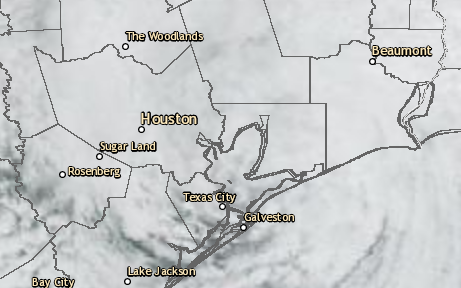 The Woodlands
Beaumont
Houston
Sugar Land
Rosenberg
Texas City
Galveston
Lake Jackson
Bay City